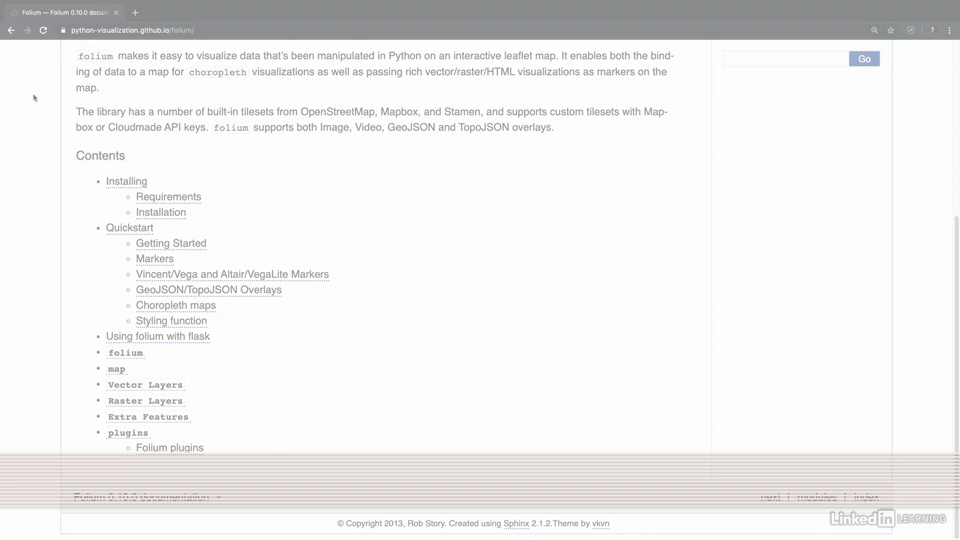 Folium — Folium 0.10.0 docum
python-visualization.github.io/folium/
folium makes it easy to visualize data that's been manipulated in Python on an interactive leaflet map. It enables both the bind-
ing of data to a map for choropleth visualizations as well as passing rich vector/raster/HTML visualizations as markers on the
map.
Go
The library has a number of built-in tilesets from OpenStreetMap, Mapbox, and Stamen, and supports custom tilesets with Map-
box or Cloudmade API keys. folium supports both Image, Video, GeoJSON and TopoJSON overlays.
Contents
Installing
Requirements
Installation
Quickstart
Getting Started
Markers
Vincent/Vega and Altair/VegaLite Markers
GeoJSON/TopoJSON Overlays
Choropleth maps
Styling function
Using folium with flask
folium
map
Vector Layers
Raster Layers
Extra Features
plugins
Folium plugins
Folium 0.10.0 documentation »
next | modules | index
© Copyright 2013, Rob Story. Created using Sphinx 2.1.2.Theme by vkvn
LinkedIn LEARNING